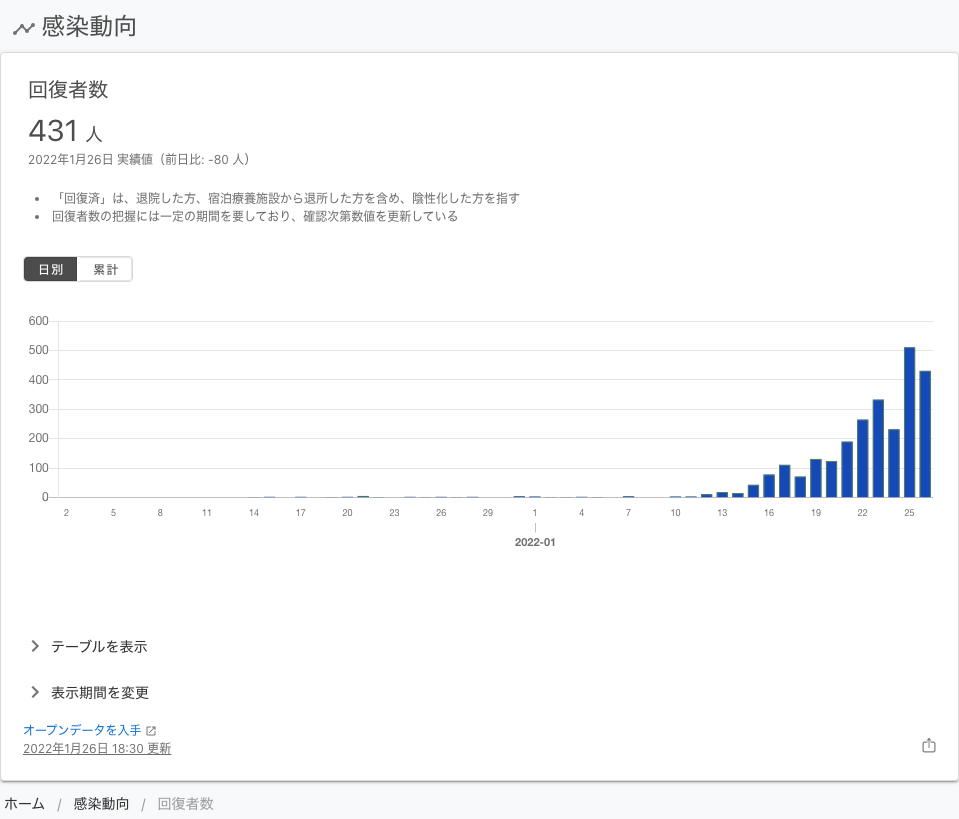 感染動向
回復者数
431 人
2022年1月26日 実績値（前日比: -80 人）
• 「回復済」は、退院した方、宿泊療養施設から退所した方を含め、陰性化した方を指す
• 回復者数の把握には一定の期間を要しており、確認次第数値を更新している
日別 累計
600
500
400
300
200
100
0
2 5 8 11 14 17 20 23 26 29 1 4 7 10 13 16 19 22 25
2022-01
テーブルを表示
表示期間を変更
オープンデータを入手
2022年1月26日 18:30 更新
ホーム / 感染動向 / 回復者数